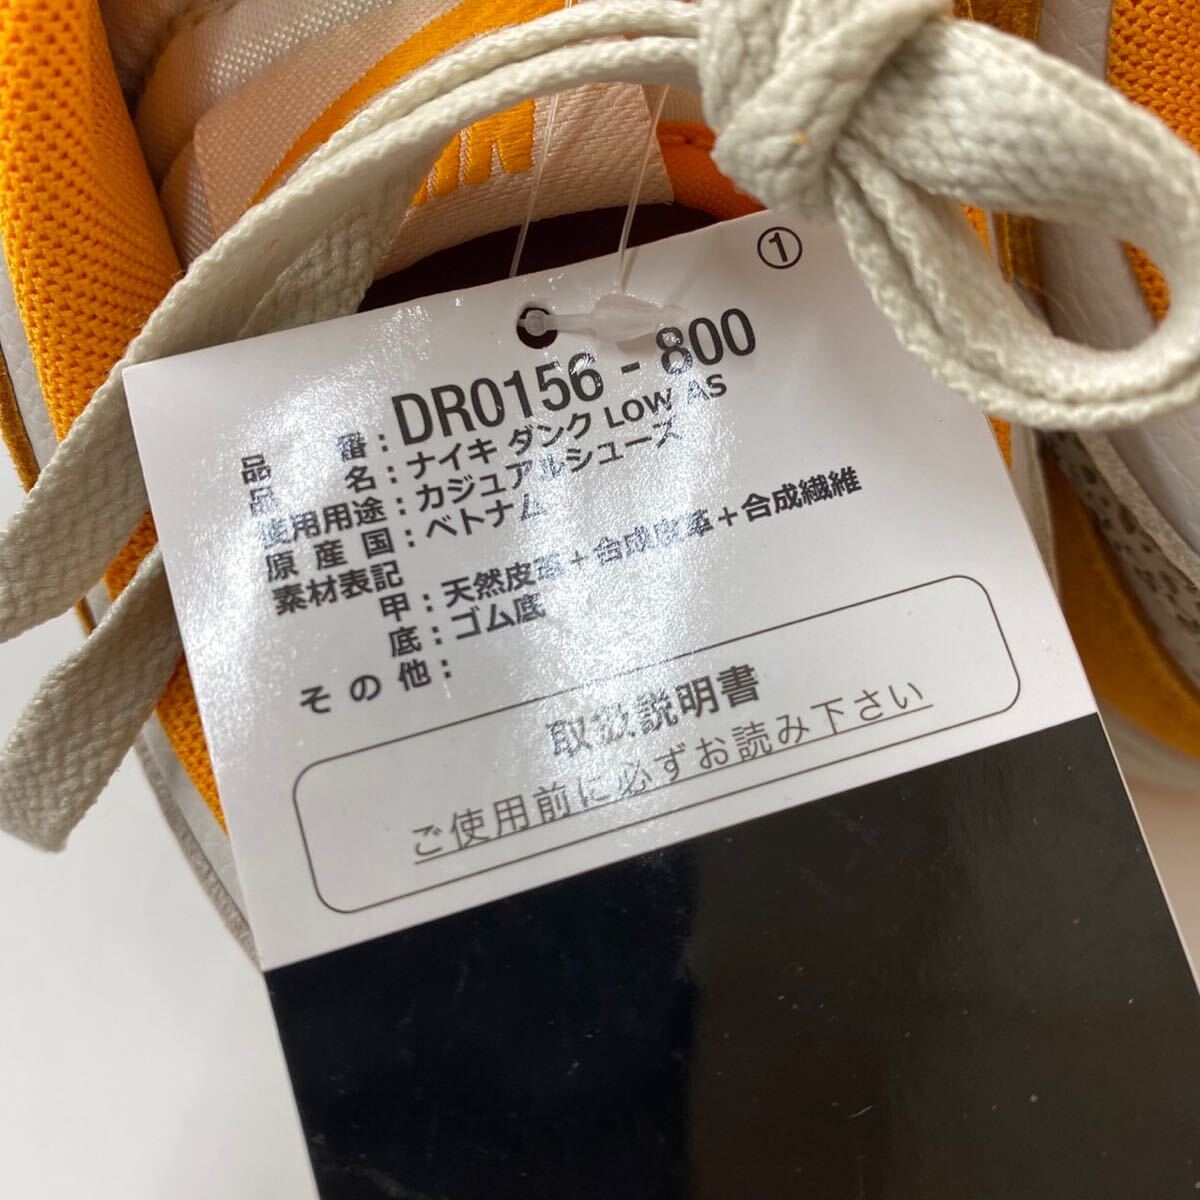 ①
品番：DR0156-800
品名：ナイキ ダンク LOW AS
使用用途：カジュアルシューズ
原産国：ベトナム
素材表記
甲：天然皮革＋合成皮革＋合成繊維
底：ゴム底
その他：
取扱説明書
ご使用前に必ずお読み下さい